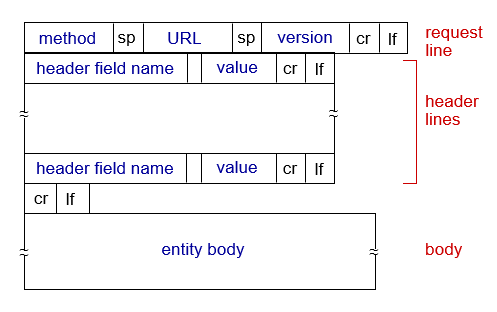 method sp URL sp version cr lf request line
header field name value cr lf
header lines
header field name value cr lf
cr lf
entity body body